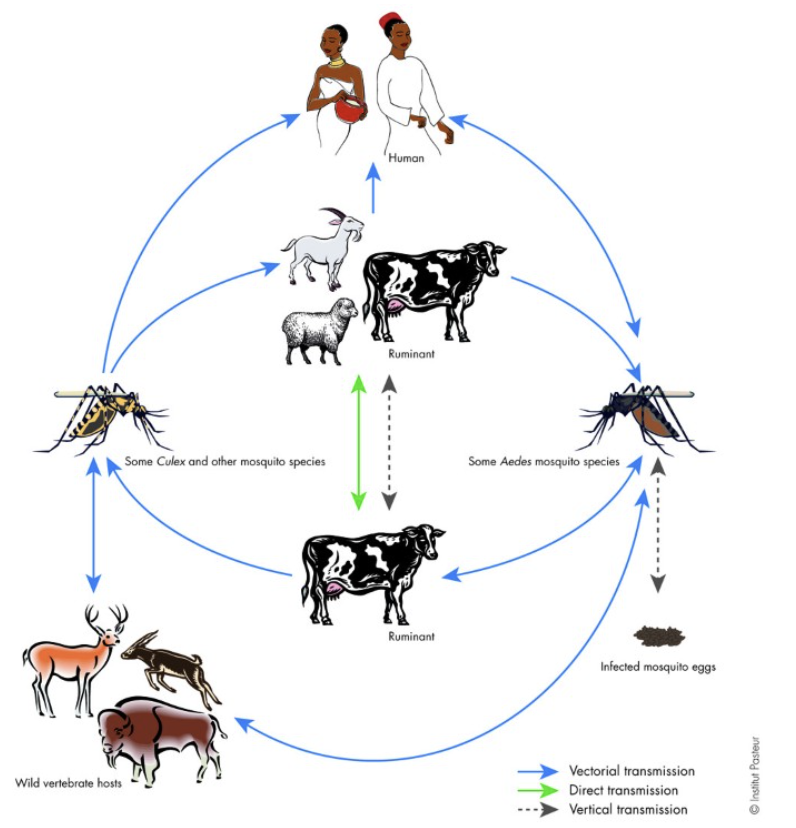 Human
Ruminant
Some Culex and other mosquito species
Some Aedes mosquito species
Ruminant
Infected mosquito eggs
Wild vertebrate hosts
Vectorial transmission
Direct transmission
Vertical transmission
© Institut Pasteur